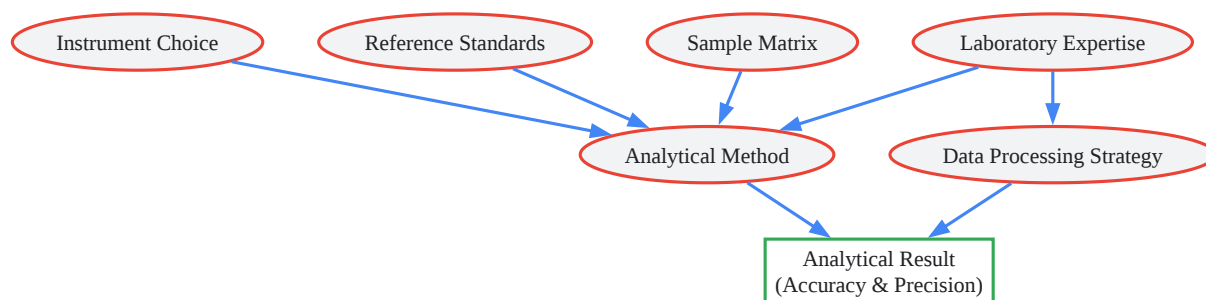 Instrument Choice
Reference Standards
Sample Matrix
Laboratory Expertise
Analytical Method
Data Processing Strategy
Analytical Result
(Accuracy & Precision)